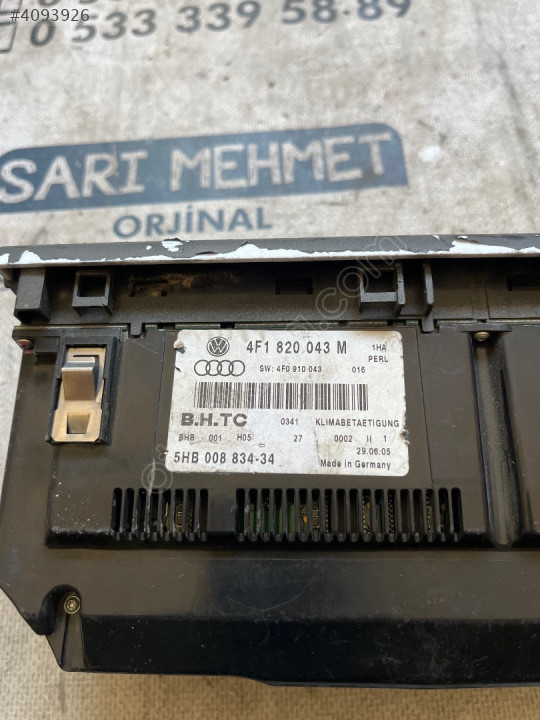 #4093926
0 533 339 58.89
SARI MEHMET
ORJİNAL
4F1 820 043 M
1HA
PERL
SW: 4F0 910 043 016
B.H.TC 0341 KLIMABETAETIGUNG
BHB 001 H05 27 0002 II 1
29.06.05
5HB 008 834-34 Made in Germany